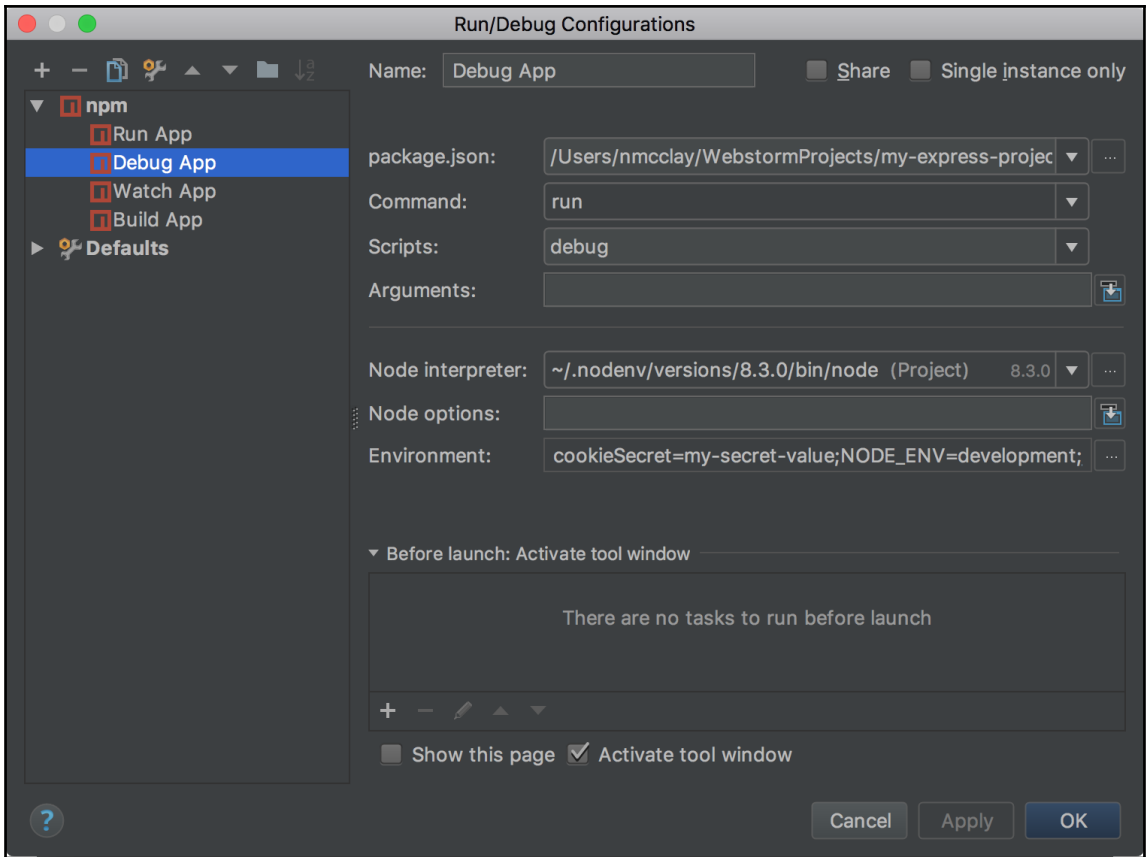 Run/Debug Configurations
Name: Debug App Share Single instance only
npm
Run App
Debug App
Watch App
Build App
Defaults
package.json: /Users/nmcclay/WebstormProjects/my-express-projec ...
Command: run
Scripts: debug
Arguments:
Node interpreter: ~/.nodenv/versions/8.3.0/bin/node (Project) 8.3.0 ...
Node options:
Environment: cookieSecret=my-secret-value;NODE_ENV=development; ...
Before launch: Activate tool window
There are no tasks to run before launch
Show this page Activate tool window
? Cancel Apply OK